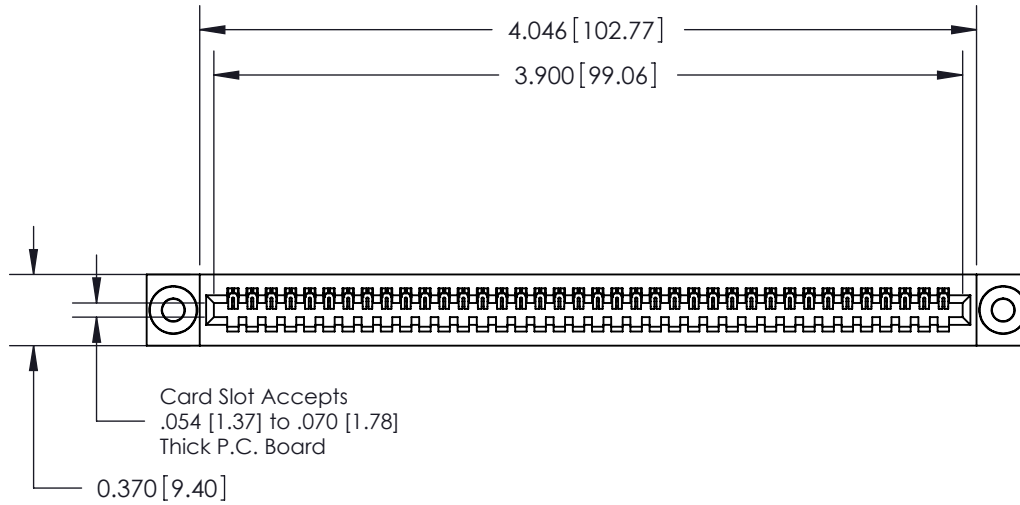 4.046 [102.77]
3.900 [99.06]
Card Slot Accepts
.054 [1.37] to .070 [1.78]
Thick P.C. Board
0.370 [9.40]